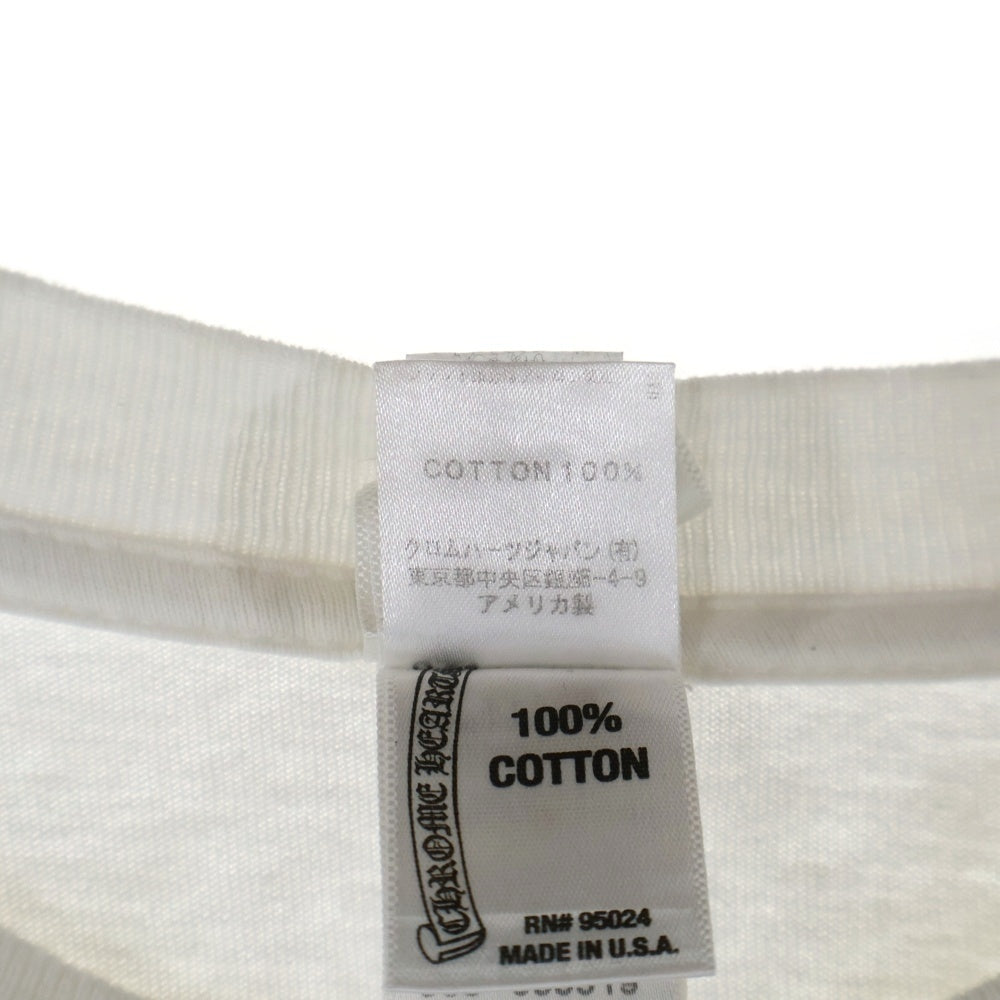 COTTON 100%
クロムハーツジャパン(有)
東京都中央区銀座6-4-9
アメリカ製
CHROME HEARTS
100%
COTTON
RN# 95024
MADE IN U.S.A.